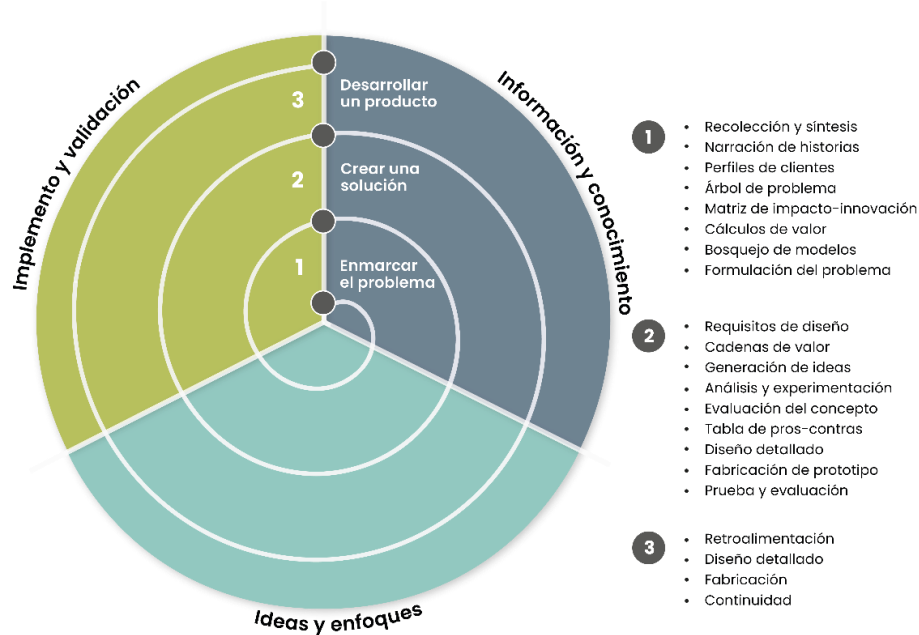 Implemento y validación
Información y conocimiento
Ideas y enfoques
3
Desarrollar
un producto
2
Crear una
solución
1
Enmarcar
el problema
1
• Recolección y síntesis
• Narración de historias
• Perfiles de clientes
• Árbol de problema
• Matriz de impacto-innovación
• Cálculos de valor
• Bosquejo de modelos
• Formulación del problema
2
• Requisitos de diseño
• Cadenas de valor
• Generación de ideas
• Análisis y experimentación
• Evaluación del concepto
• Tabla de pros-contras
• Diseño detallado
• Fabricación de prototipo
• Prueba y evaluación
3
• Retroalimentación
• Diseño detallado
• Fabricación
• Continuidad